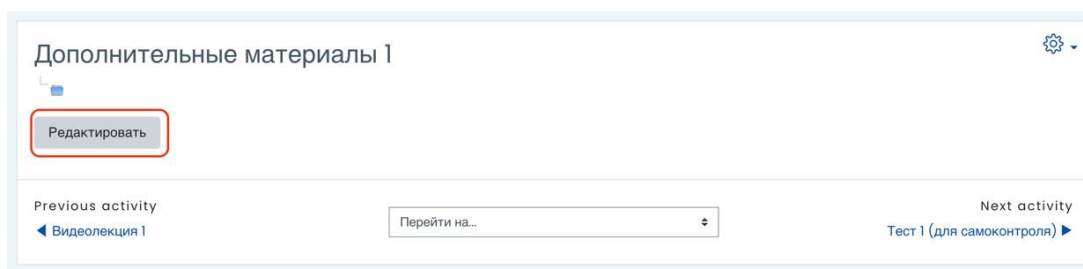 Дополнительные материалы 1
Редактировать
Previous activity
Next activity
◀ Видеолекция 1
Перейти на...
Тест 1 (для самоконтроля) ▶